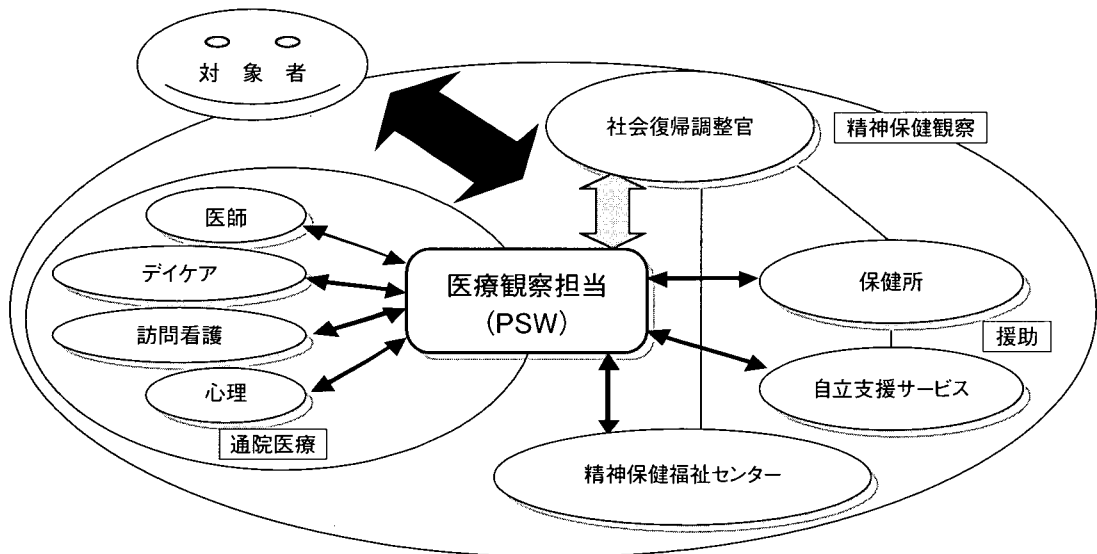 対 象 者
社会復帰調整官
精神保健観察
医師
デイケア
訪問看護
心理
通院医療
医療観察担当
(PSW)
保健所
援助
自立支援サービス
精神保健福祉センター